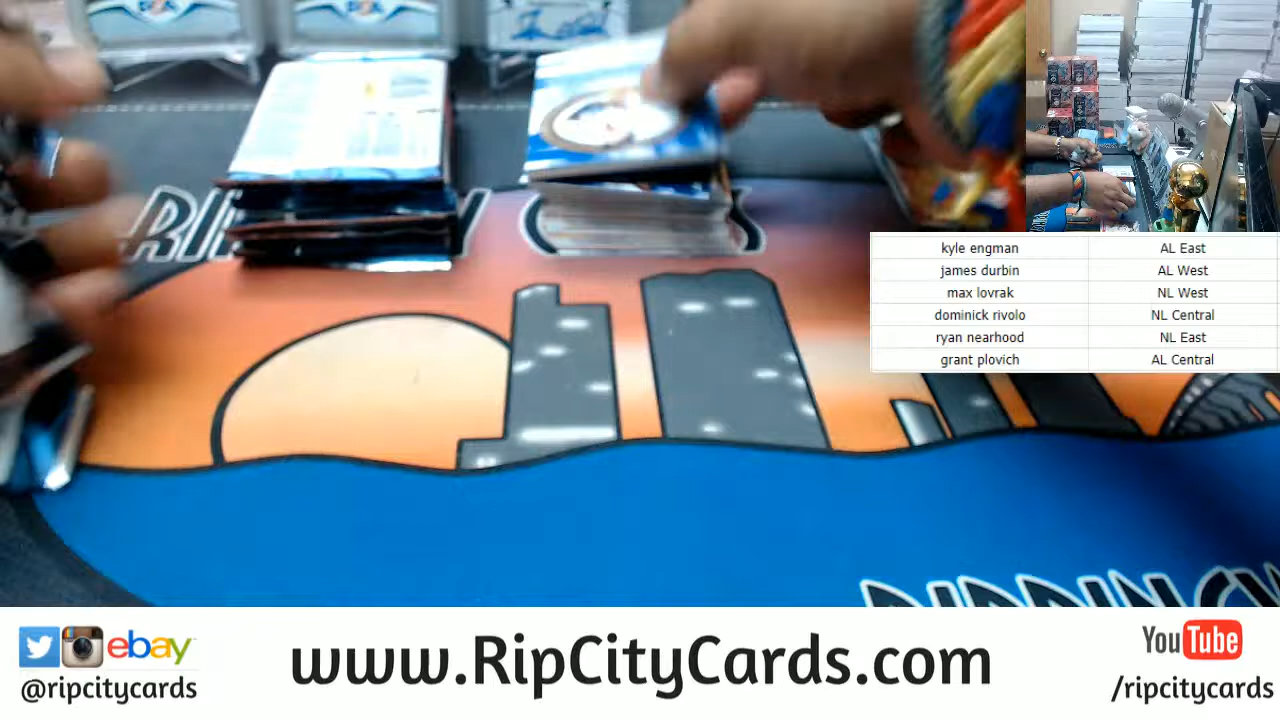 kyle engman AL East
james durbin AL West
max lovrak NL West
dominick rivolo NL Central
ryan nearhood NL East
grant plovich AL Central
ebay
@ripcitycards
www.RipCityCards.com
YouTube
/ripcitycards